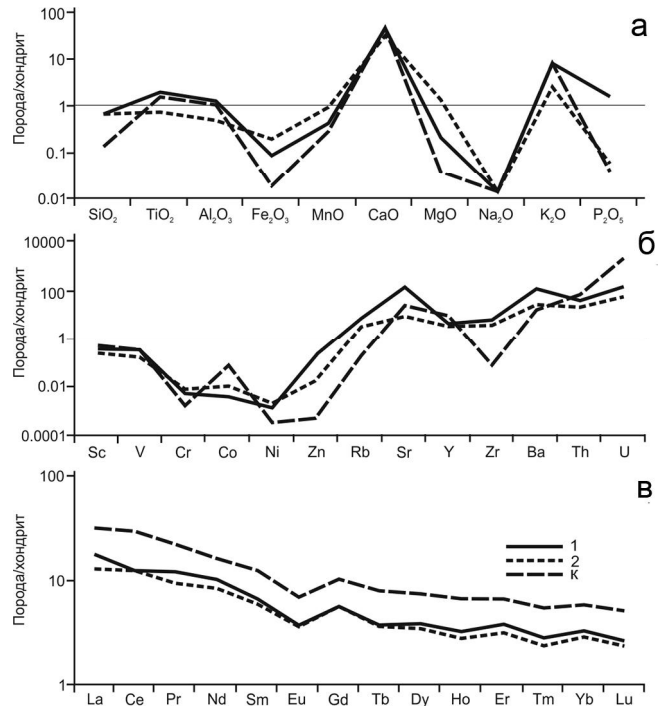 а
Порода/хондрит
100
10
1
0.1
0.01
SiO₂ TiO₂ Al₂O₃ Fe₂O₃ MnO CaO MgO Na₂O K₂O P₂O₅
б
Порода/хондрит
10000
100
1
0.01
0.0001
Sc V Cr Co Ni Zn Rb Sr Y Zr Ba Th U
в
Порода/хондрит
100
10
1
1
2
К
La Ce Pr Nd Sm Eu Gd Tb Dy Ho Er Tm Yb Lu